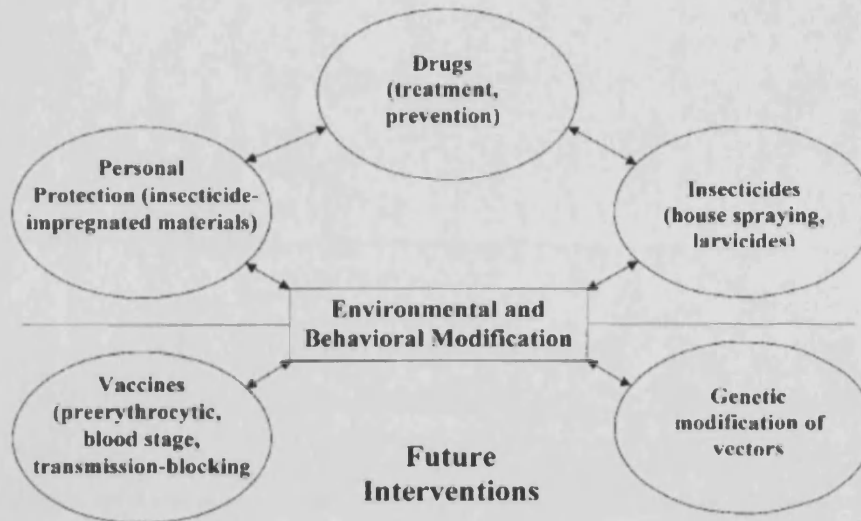 Drugs
(treatment,
prevention)
Personal
Protection (insecticide-
impregnated materials)
Insecticides
(house spraying,
larvicides)
Environmental and
Behavioral Modification
Vaccines
(preerythrocytic,
blood stage,
transmission-blocking
Genetic
modification of
vectors
Future
Interventions